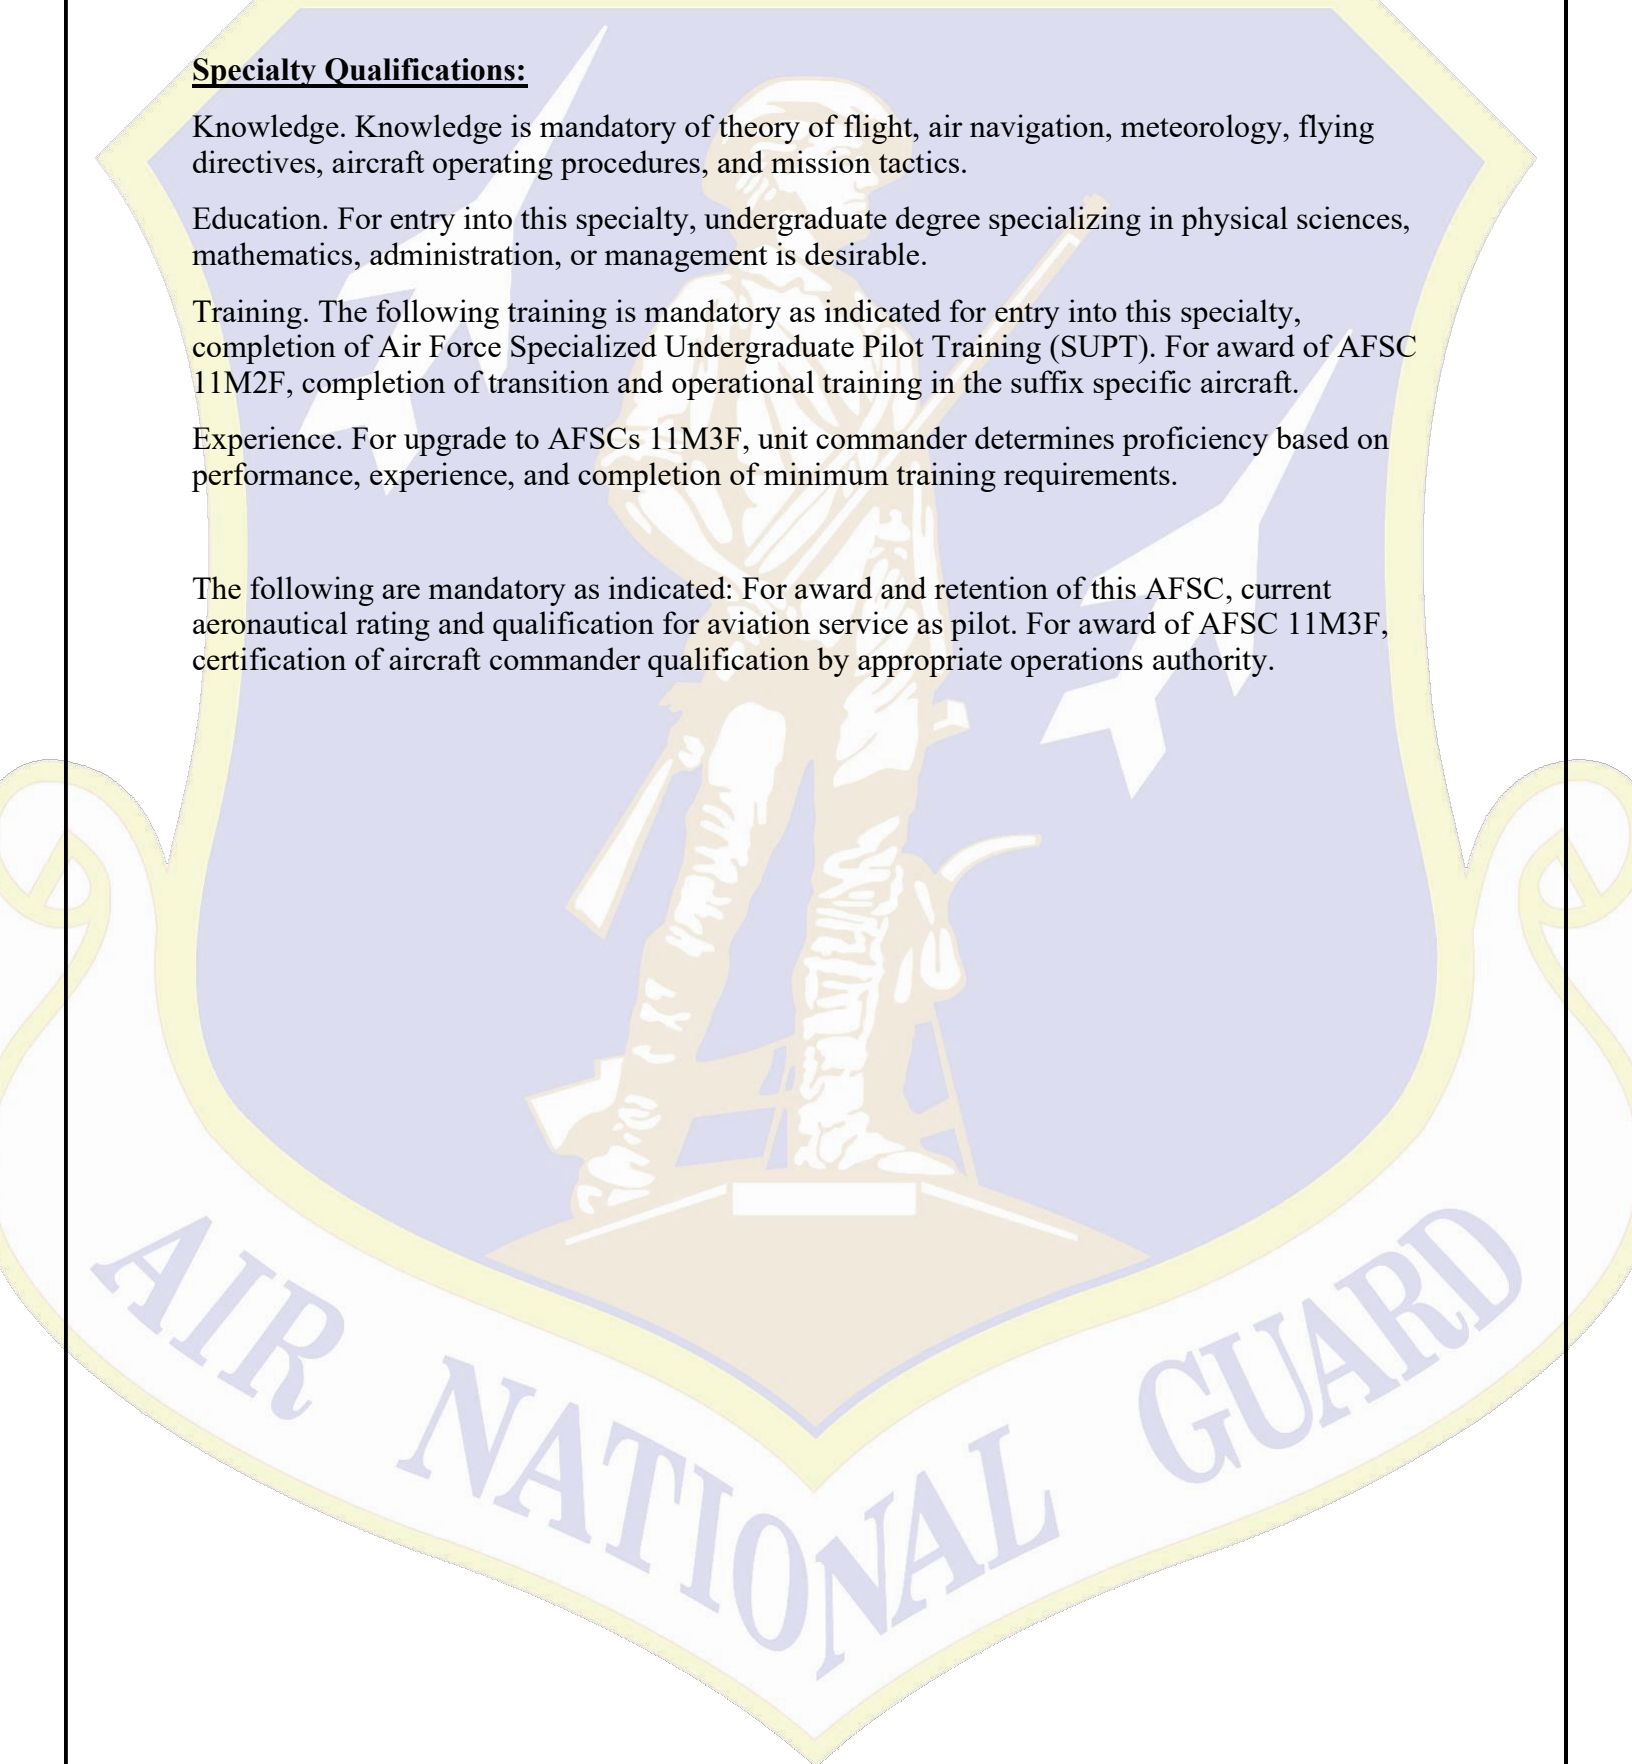 Specialty Qualifications:
Knowledge. Knowledge is mandatory of theory of flight, air navigation, meteorology, flying
directives, aircraft operating procedures, and mission tactics.
Education. For entry into this specialty, undergraduate degree specializing in physical sciences,
mathematics, administration, or management is desirable.
Training. The following training is mandatory as indicated for entry into this specialty,
completion of Air Force Specialized Undergraduate Pilot Training (SUPT). For award of AFSC
11M2F, completion of transition and operational training in the suffix specific aircraft.
Experience. For upgrade to AFSCs 11M3F, unit commander determines proficiency based on
performance, experience, and completion of minimum training requirements.
The following are mandatory as indicated: For award and retention of this AFSC, current
aeronautical rating and qualification for aviation service as pilot. For award of AFSC 11M3F,
certification of aircraft commander qualification by appropriate operations authority.
AIR NATIONAL GUARD